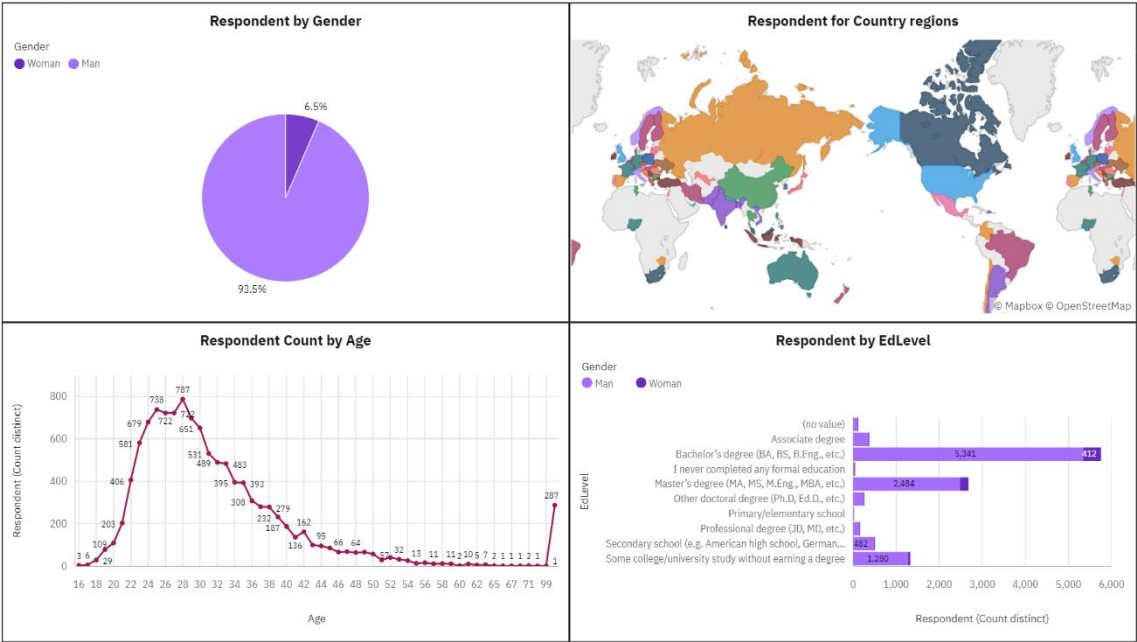 Respondent by Gender
Gender
Woman Man
6.5%
93.5%
Respondent for Country regions
© Mapbox © OpenStreetMap
Respondent Count by Age
Respondent (Count distinct)
800
600
400
200
0
3 6 29 109 203 406 581 679 738 722 787 722 651 531 489 395 483 308 393 232 279 187 136 162 95 66 64 57 32 13 11 11 2 10 5 7 2 1 1 1 2 1 1 287
16 18 20 22 24 26 28 30 32 34 36 38 40 42 44 46 48 50 52 54 56 58 60 62 65 67 71 99
Age
Respondent by EdLevel
Gender
Man Woman
EdLevel
(no value)
Associate degree
Bachelor's degree (BA, BS, B.Eng., etc.) 5,341 412
I never completed any formal education
Master's degree (MA, MS, M.Eng., MBA, etc.) 2,484
Other doctoral degree (Ph.D, Ed.D., etc.)
Primary/elementary school
Professional degree (JD, MD, etc.)
Secondary school (e.g. American high school, German... 482
Some college/university study without earning a degree 1,280
0 1,000 2,000 3,000 4,000 5,000 6,000
Respondent (Count distinct)